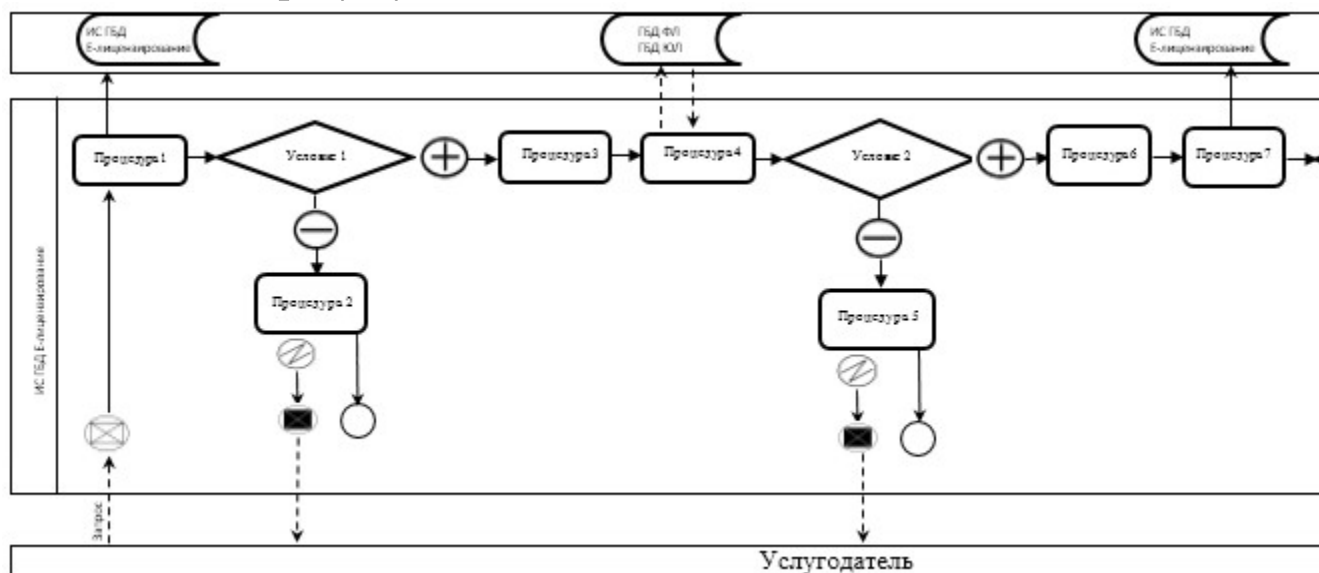 ИС ГБД
Е-лицензирование
ГБД ФЛ
ГБД ЮЛ
ИС ГБД
Е-лицензирование
Процедура 1
Условие 1
Процедура 3
Процедура 4
Условие 2
Процедура 6
Процедура 7
Процедура 2
Процедура 5
ИС ГБД Е-лицензирование
Запрос
Услугодатель